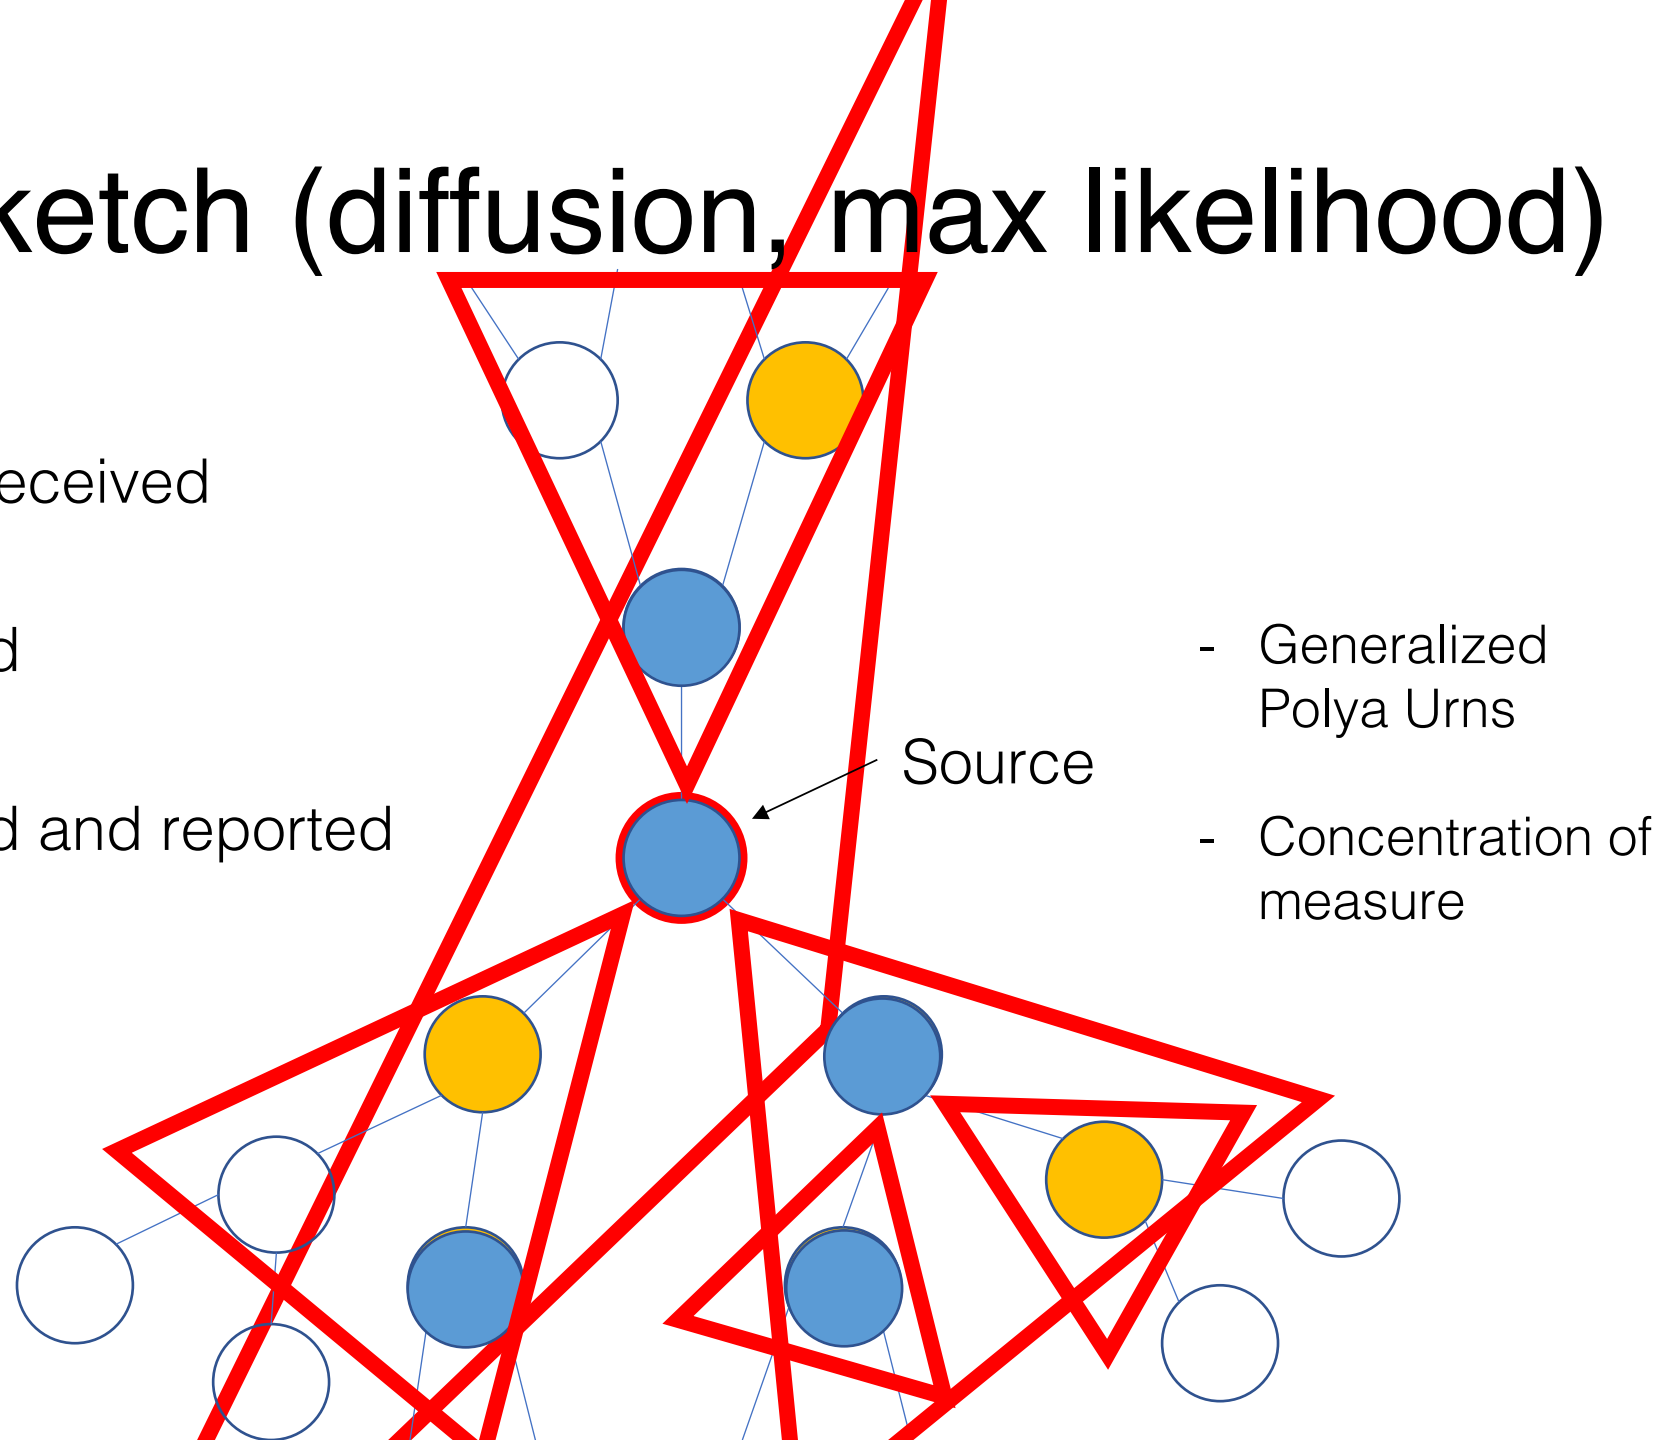 ketch (diffusion, max likelihood)
eceived
d
d and reported
Source
- Generalized
Polya Urns
- Concentration of
measure